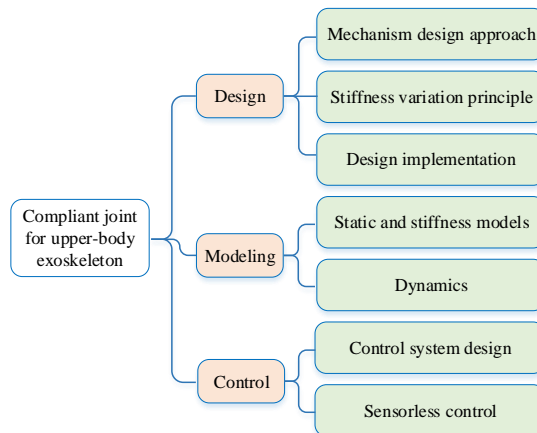 Compliant joint
for upper-body
exoskeleton
Design
Mechanism design approach
Stiffness variation principle
Design implementation
Modeling
Static and stiffness models
Dynamics
Control
Control system design
Sensorless control